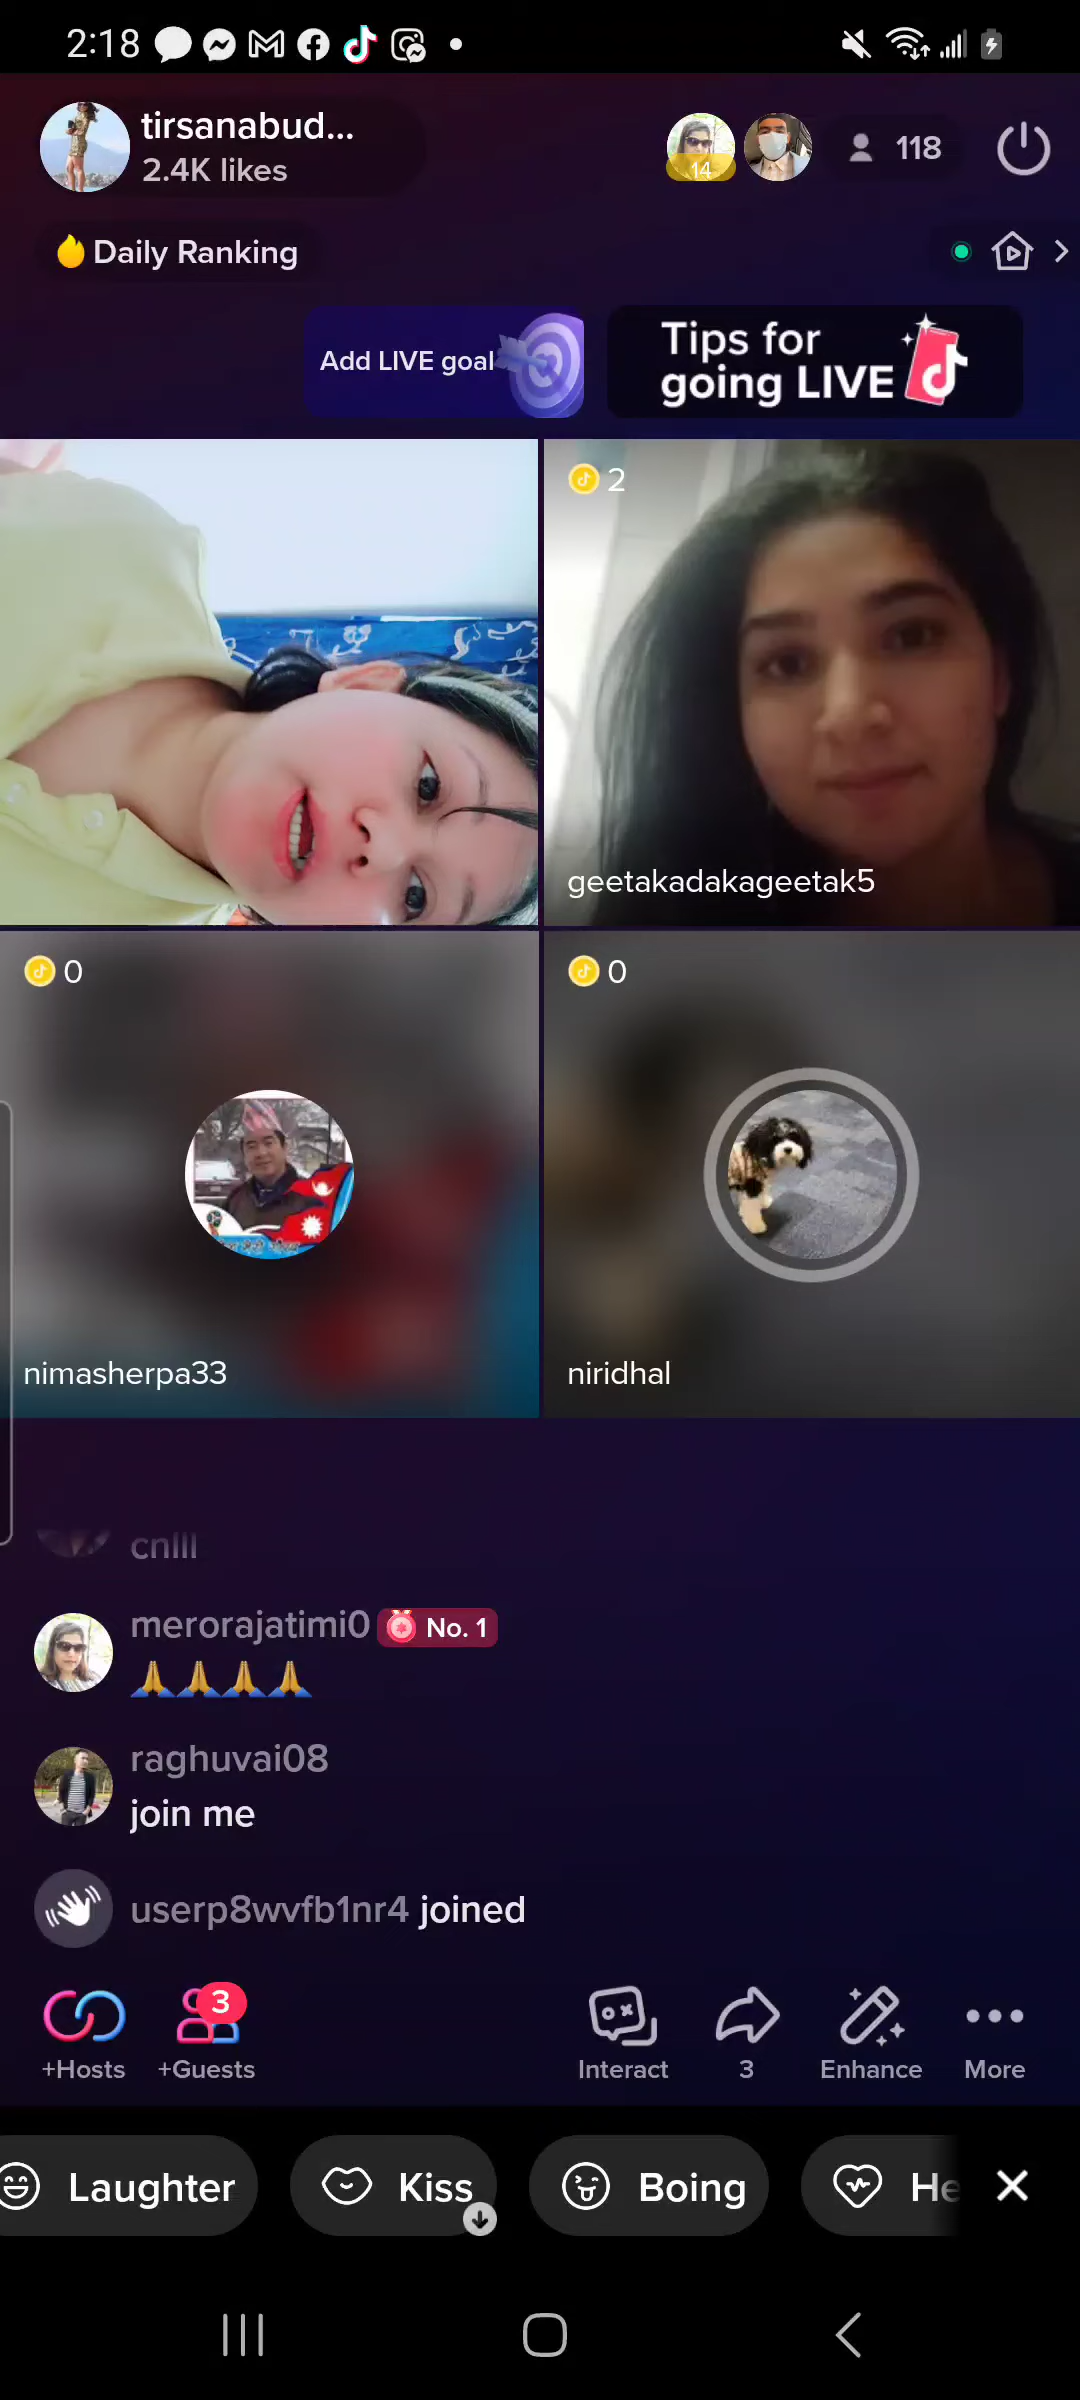 2:18
tirsanabud...
2.4K likes
14
118
Daily Ranking
Add LIVE goal
Tips for
going LIVE
2
geetakadakageetak5
0
0
nimasherpa33
niridhal
cnlll
merorajatimi0 No. 1
🙏🙏🙏🙏
raghuvai08
join me
userp8wvfb1nr4 joined
3
+Hosts
+Guests
Interact
3
Enhance
More
Laughter
Kiss
Boing
He